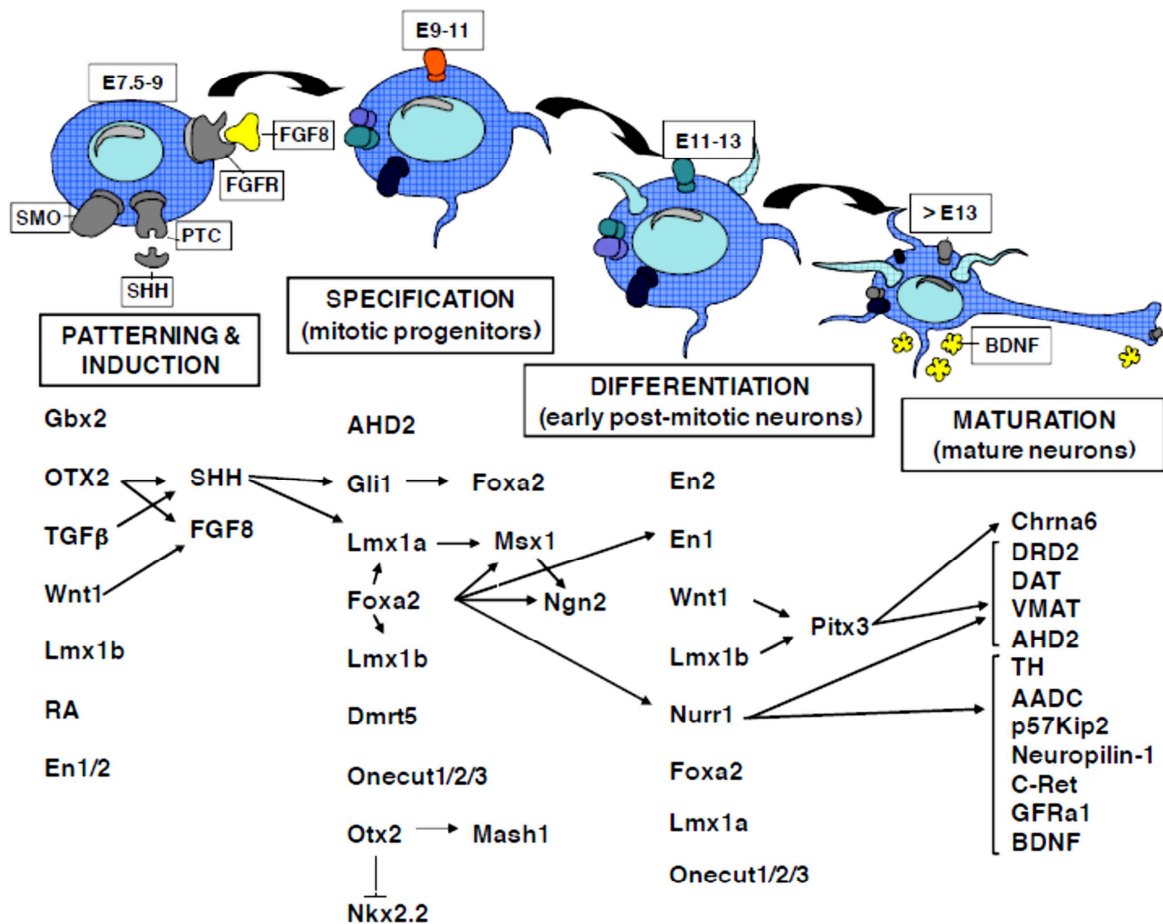 E9-11
E7.5-9
FGF8
E11-13
FGFR
> E13
SMO
PTC
SHH
SPECIFICATION
(mitotic progenitors)
BDNF
PATTERNING &
INDUCTION
DIFFERENTIATION
(early post-mitotic neurons)
MATURATION
(mature neurons)
Gbx2
OTX2
TGFβ
Wnt1
Lmx1b
RA
En1/2
SHH
FGF8
AHD2
Gli1
Foxa2
Lmx1a
Msx1
Foxa2
Ngn2
Lmx1b
Dmrt5
Onecut1/2/3
Otx2
Mash1
Nkx2.2
En2
En1
Wnt1
Pitx3
Lmx1b
Nurr1
Foxa2
Lmx1a
Onecut1/2/3
Chrna6
DRD2
DAT
VMAT
AHD2
TH
AADC
p57Kip2
Neuropilin-1
C-Ret
GFRa1
BDNF